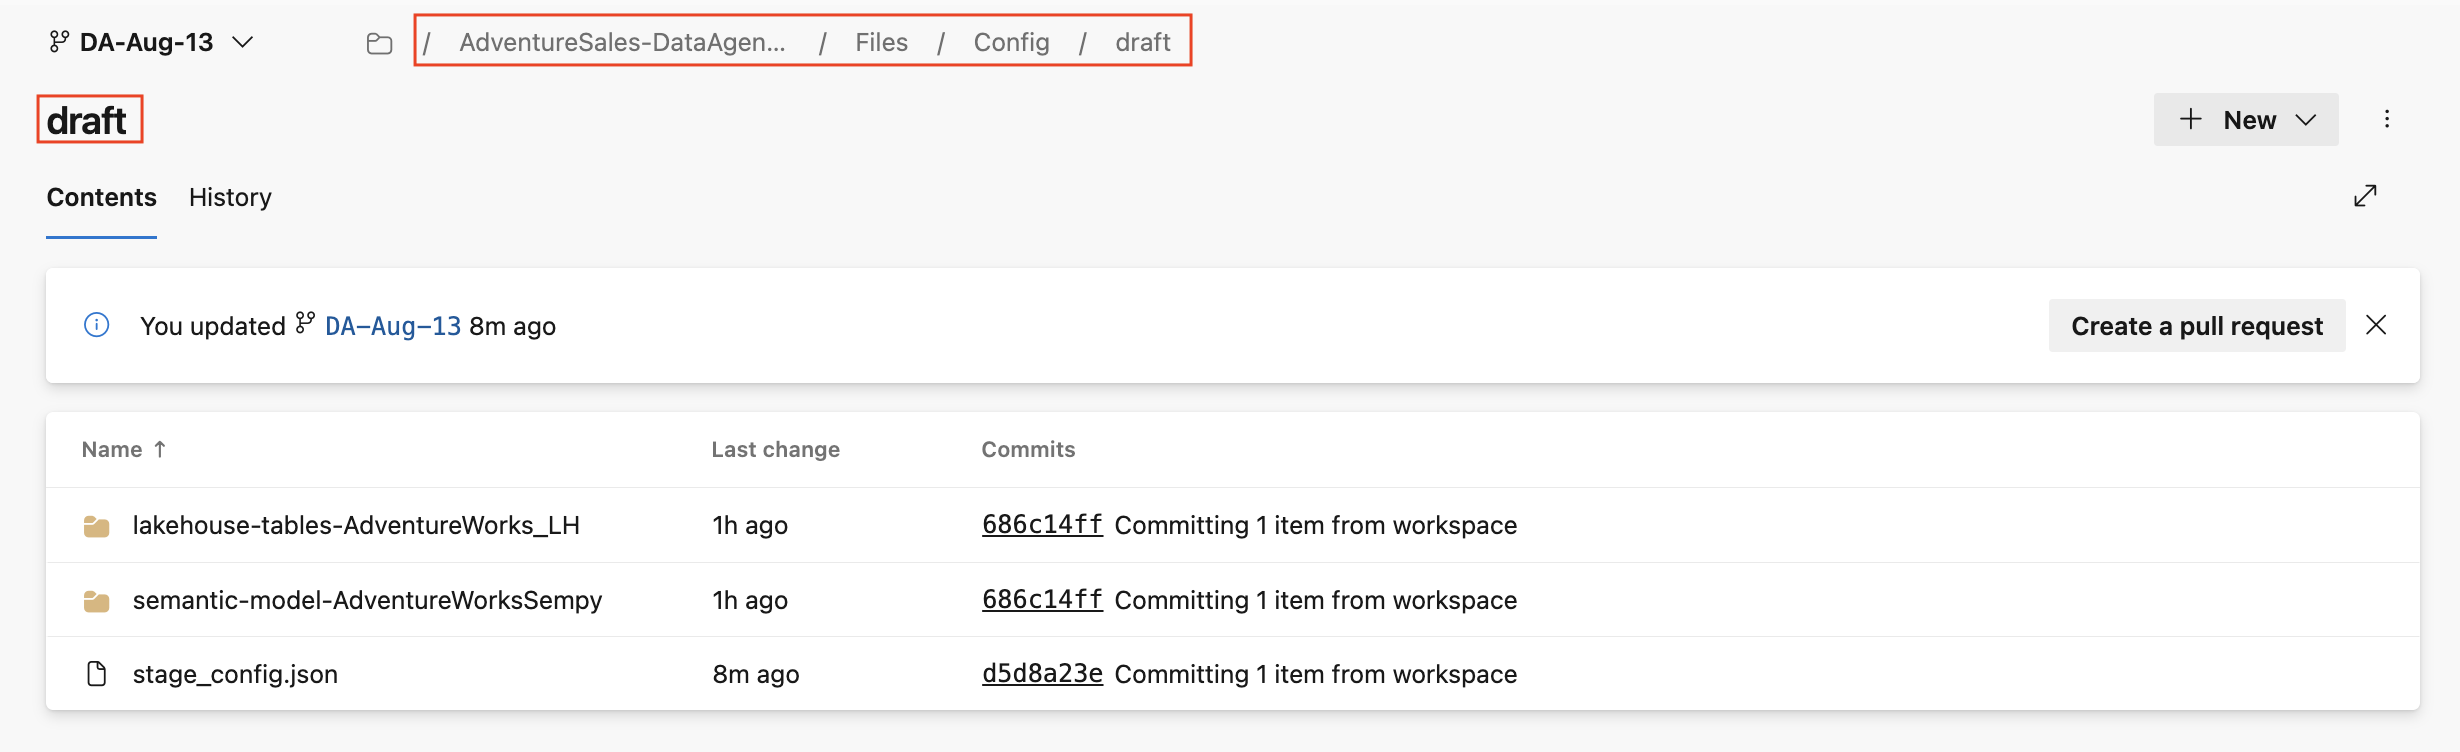 DA-Aug-13 / AdventureSales-DataAgen... / Files / Config / draft
draft
New
Contents History
You updated DA-Aug-13 8m ago
Create a pull request
Name ↑ Last change Commits
lakehouse-tables-AdventureWorks_LH 1h ago 686c14ff Committing 1 item from workspace
semantic-model-AdventureWorksSempy 1h ago 686c14ff Committing 1 item from workspace
stage_config.json 8m ago d5d8a23e Committing 1 item from workspace